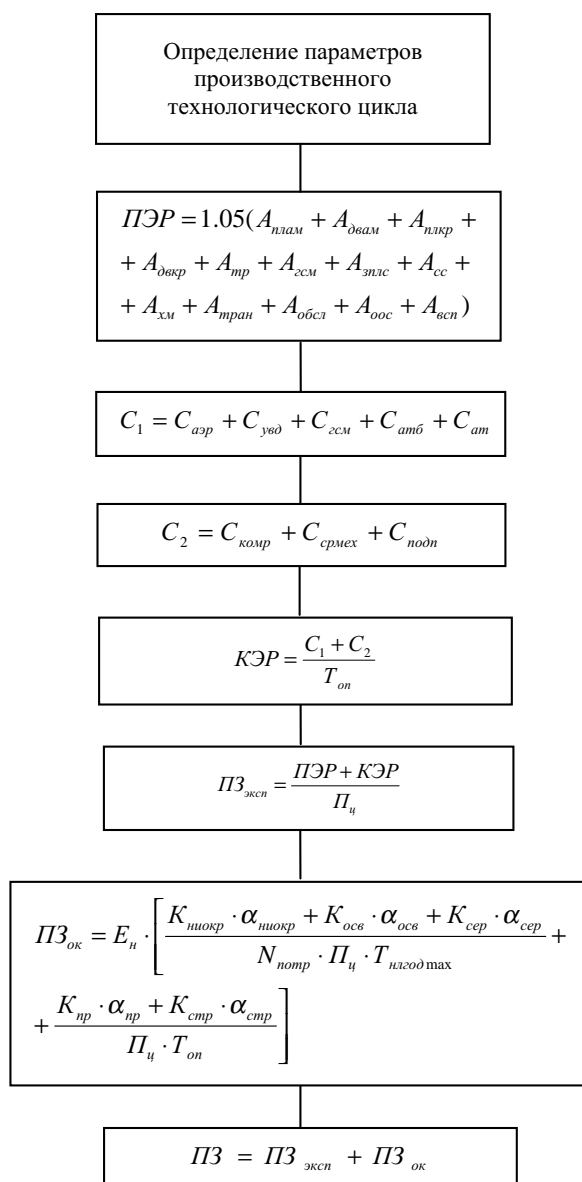 Определение параметров
производственного
технологического цикла
ПЭР = 1.05(A_плам + A_двам + A_плкр +
+ A_двкр + A_тр + A_гсм + A_зплс + A_сс +
+ A_хм + A_тран + A_обсл + A_оос + A_всп)
C_1 = C_аэр + C_увд + C_гсм + C_атб + C_ат
C_2 = C_комр + C_српмех + C_подп
КЭР = (C_1 + C_2) / T_оп
ПЗ_эксп = (ПЭР + КЭР) / П_ц
ПЗ_ок = E_н · [(K_ниокр · α_ниокр + K_осв · α_осв + K_сер · α_сер) / (N_потр · П_ц · T_нлгод max) +
+ (K_пр · α_пр + K_стр · α_стр) / (П_ц · T_оп)]
ПЗ = ПЗ_эксп + ПЗ_ок